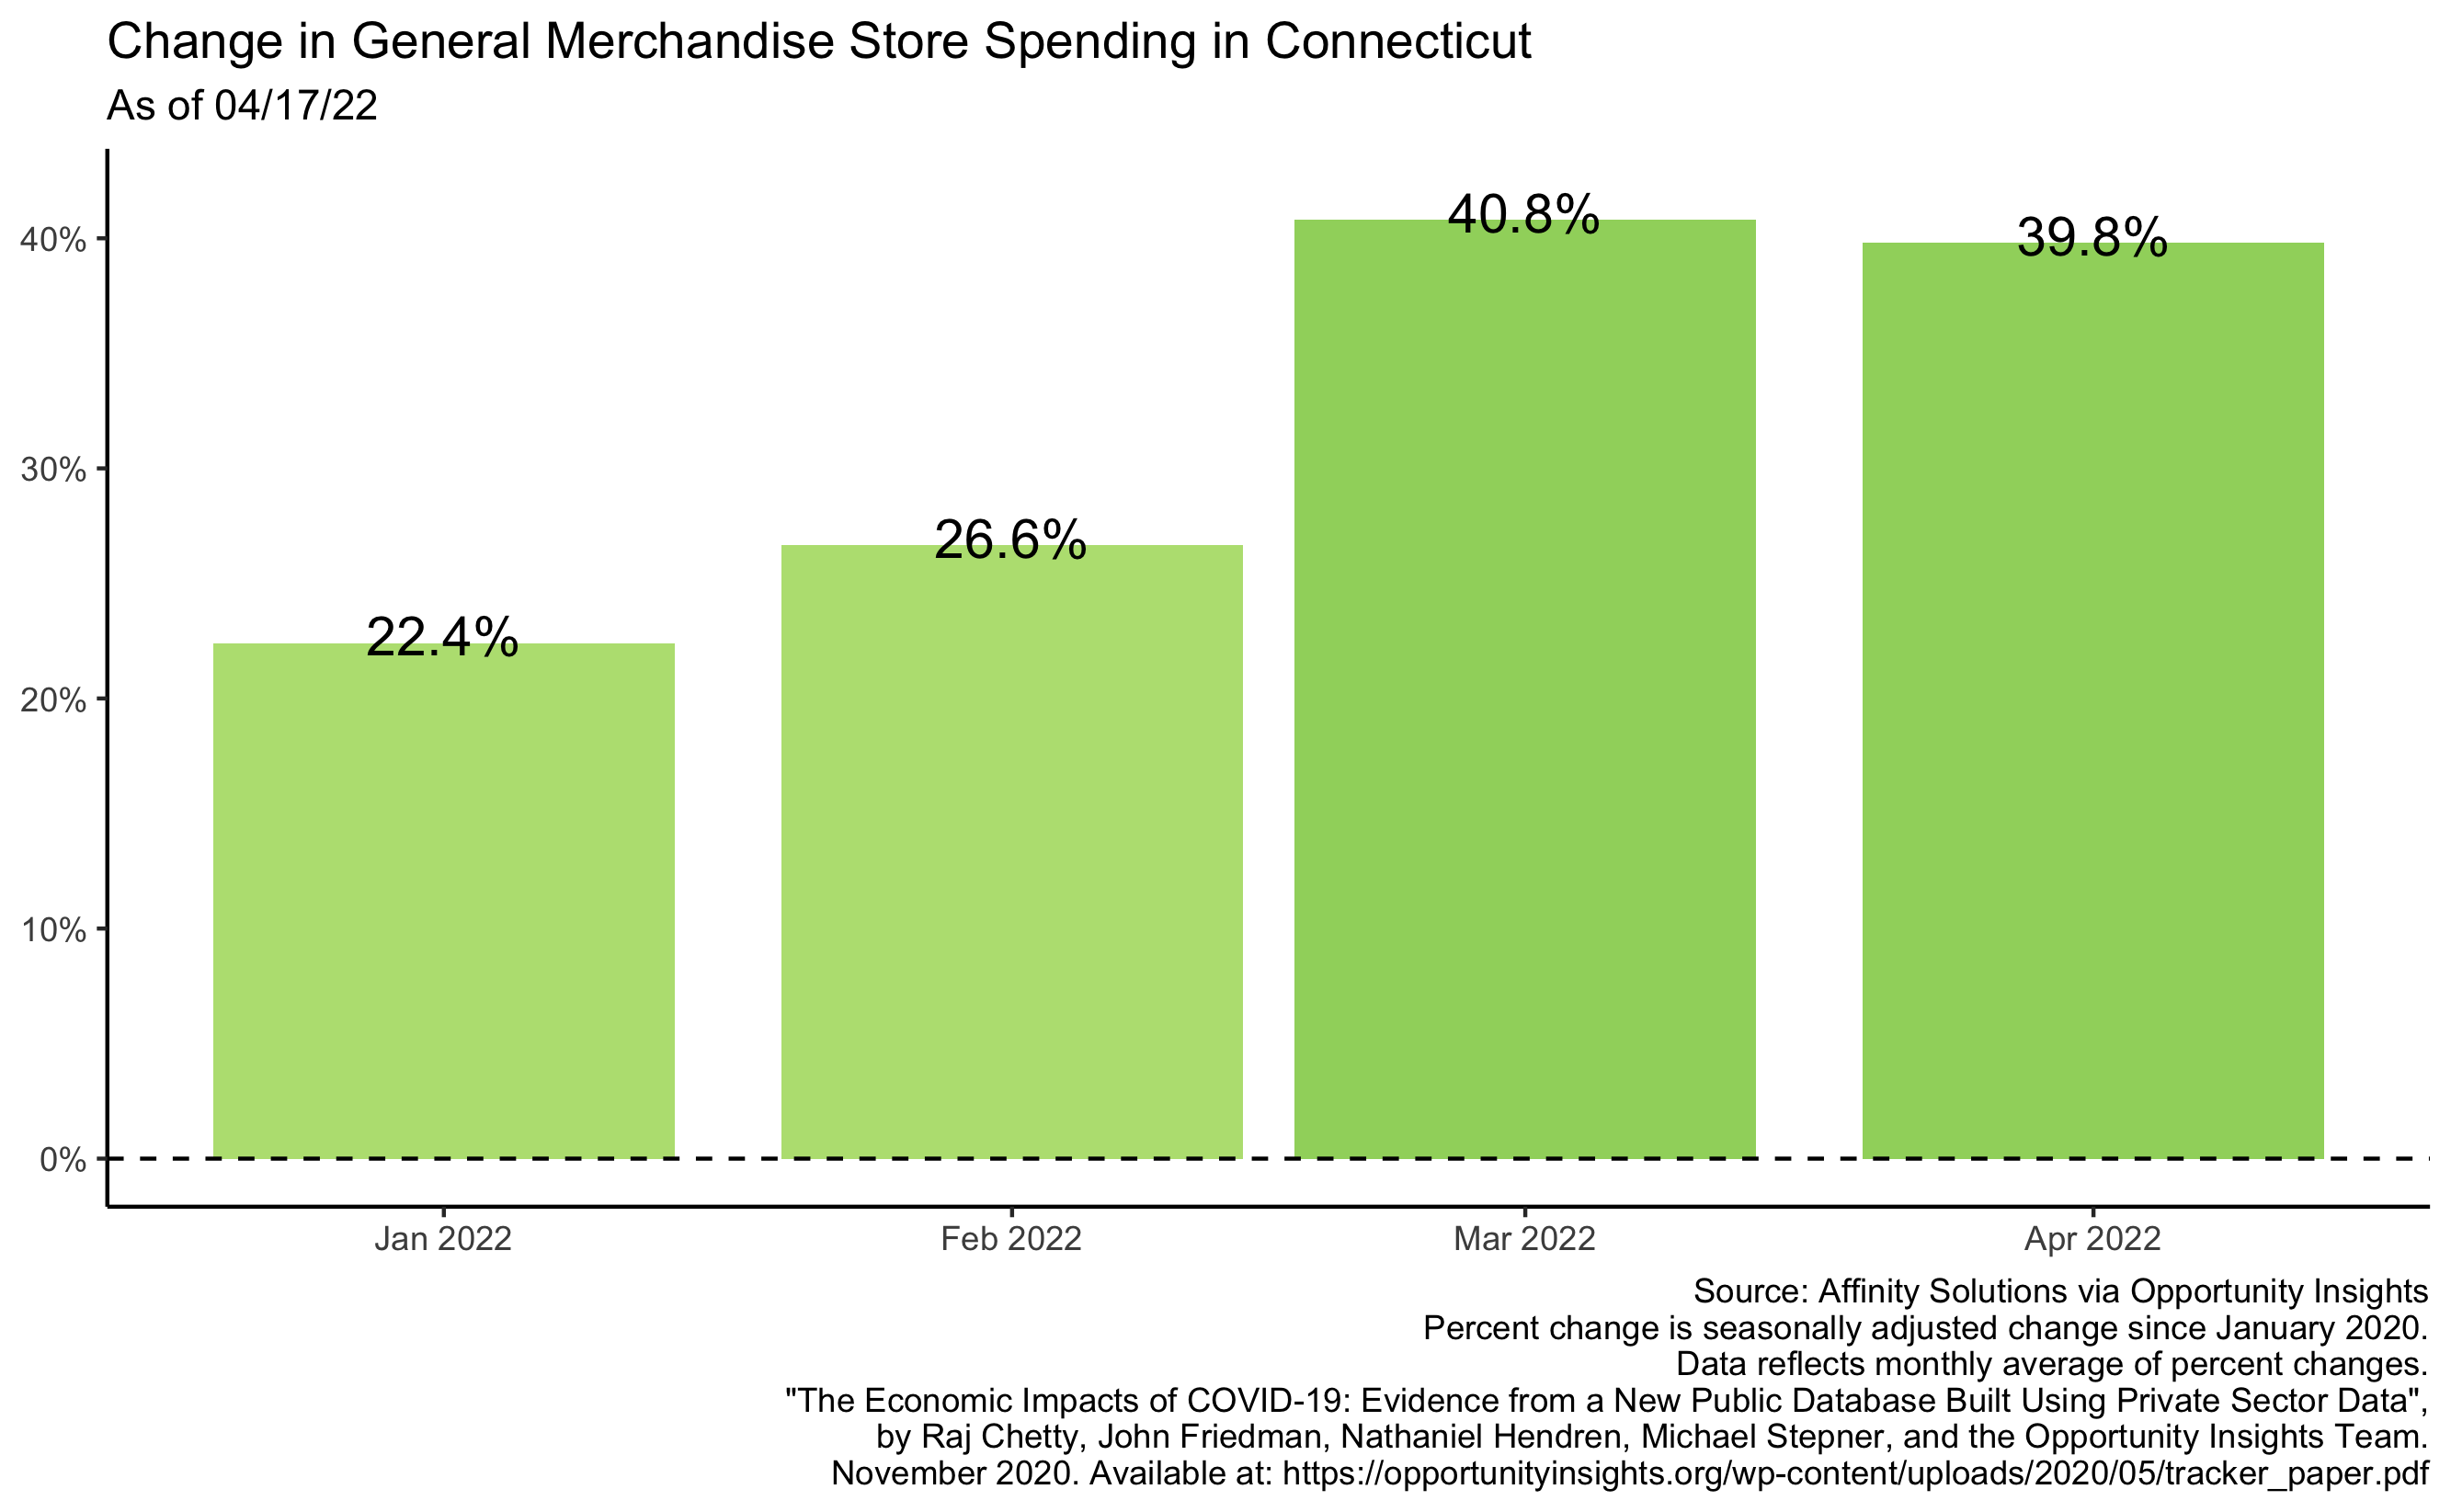 Change in General Merchandise Store Spending in Connecticut
As of 04/17/22
40%
30%
20%
10%
0%
22.4%
26.6%
40.8%
39.8%
Jan 2022
Feb 2022
Mar 2022
Apr 2022
Source: Affinity Solutions via Opportunity Insights
Percent change is seasonally adjusted change since January 2020.
Data reflects monthly average of percent changes.
"The Economic Impacts of COVID-19: Evidence from a New Public Database Built Using Private Sector Data",
by Raj Chetty, John Friedman, Nathaniel Hendren, Michael Stepner, and the Opportunity Insights Team.
November 2020. Available at: https://opportunityinsights.org/wp-content/uploads/2020/05/tracker_paper.pdf